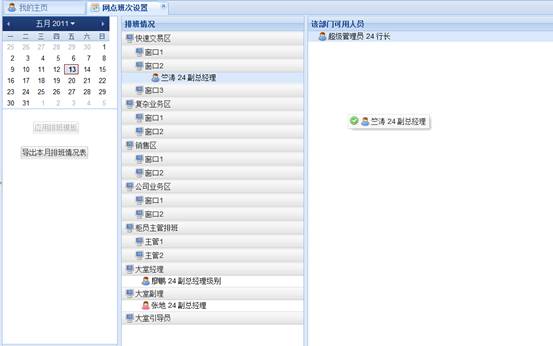 我的主页
网点班次设置
五月 2011
一 二 三 四 五 六 日
25 26 27 28 29 30 1
2 3 4 5 6 7 8
9 10 11 12 13 14 15
16 17 18 19 20 21 22
23 24 25 26 27 28 29
30 31 1 2 3 4 5
应用排班模板
导出本月排班情况表
排班情况
快速交易区
窗口1
窗口2
竺涛 24 副总经理
窗口3
复杂业务区
窗口1
窗口2
销售区
窗口1
窗口2
公司业务区
窗口1
窗口2
柜员主管排班
主管1
主管2
大堂经理
廖鹏 24 副总经理级别
大堂副理
张地 24 副总经理
大堂引导员
该部门可用人员
超级管理员 24 行长
竺涛 24 副总经理